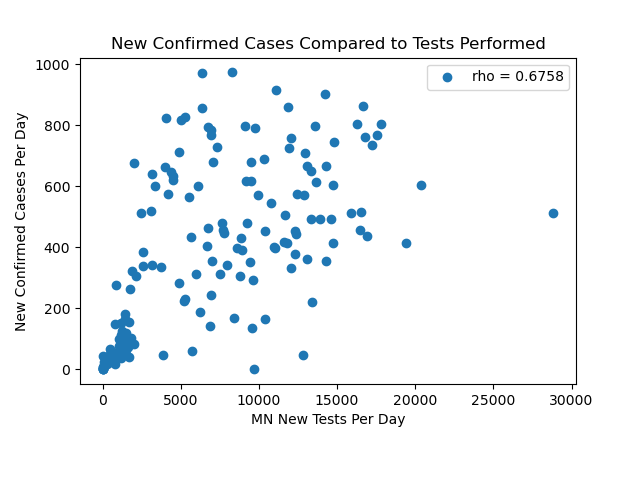 New Confirmed Cases Compared to Tests Performed
rho = 0.6758
New Confirmed Caeses Per Day
1000
800
600
400
200
0
0 5000 10000 15000 20000 25000 30000
MN New Tests Per Day